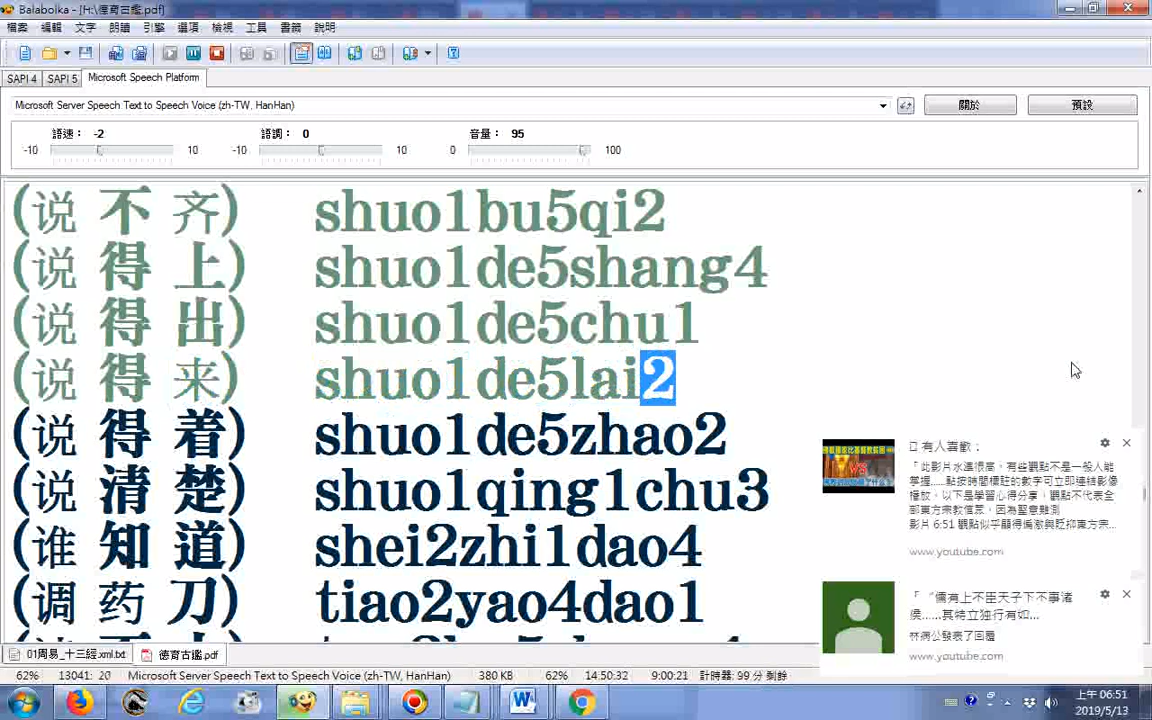 Balabolka - [H:\德育古鑑.pdf]
檔案 編輯 文字 朗讀 引擎 選項 檢視 工具 書籤 說明
SAPI 4 SAPI 5 Microsoft Speech Platform
Microsoft Server Speech Text to Speech Voice (zh-TW, HanHan) 關於 預設
語速： -2 語調： 0 音量： 95
-10 10 -10 10 0 100
(说 不 齐) shuo1bu5qi2
(说 得 上) shuo1de5shang4
(说 得 出) shuo1de5chu1
(说 得 来) shuo1de5lai2
(说 得 着) shuo1de5zhao2
(说 清 楚) shuo1qing1chu3
(谁 知 道) shei2zhi1dao4
(调 药 刀) tiao2yao4dao1
有人喜歡：
「此影片水準很高，有些觀點不是一般人能
掌握.....點按時間標註的數字可立即連結影像
播放，以下是學習心得分享，觀點不代表全
部東方宗教信眾，因為聖意難測
影片 6:51 觀點似乎顯得偏激與貶抑東方宗...
www.youtube.com
「 “儒有上不臣天子下不事諸
侯……其特立独行有如...
發表了回覆
www.youtube.com
01周易_十三經.xml.txt 德育古鑑.pdf
62% 13041: 20 Microsoft Server Speech Text to Speech Voice (zh-TW, HanHan) 380 KB 62% 14:50:32 9:00:21 計時器: 99 分 剩餘
上午 06:51
2019/5/13